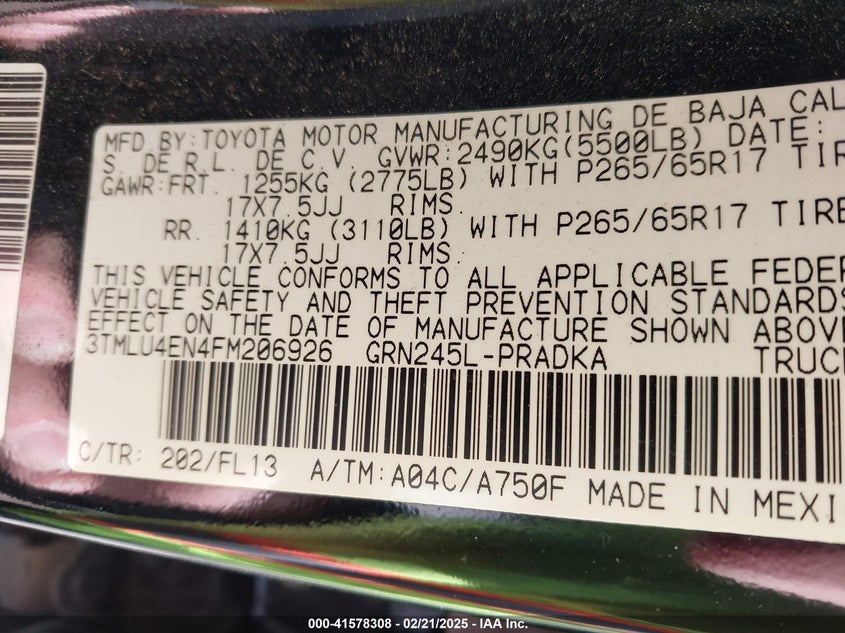 MFD BY:TOYOTA MOTOR MANUFACTURING DE BAJA CAL
S. DE R.L. DE C.V. GVWR:2490KG(5500LB) DATE:
GAWR:FRT. 1255KG (2775LB) WITH P265/65R17 TIRE
17X7.5JJ RIMS.
RR. 1410KG (3110LB) WITH P265/65R17 TIRE
17X7.5JJ RIMS.
THIS VEHICLE CONFORMS TO ALL APPLICABLE FEDER
VEHICLE SAFETY AND THEFT PREVENTION STANDARDS
EFFECT ON THE DATE OF MANUFACTURE SHOWN ABOVE
3TMLU4EN4FM206926 GRN245L-PRADKA TRUCK
C/TR: 202/FL13 A/TM:A04C/A750F MADE IN MEXI
000-41578308 - 02/21/2025 - IAA Inc.